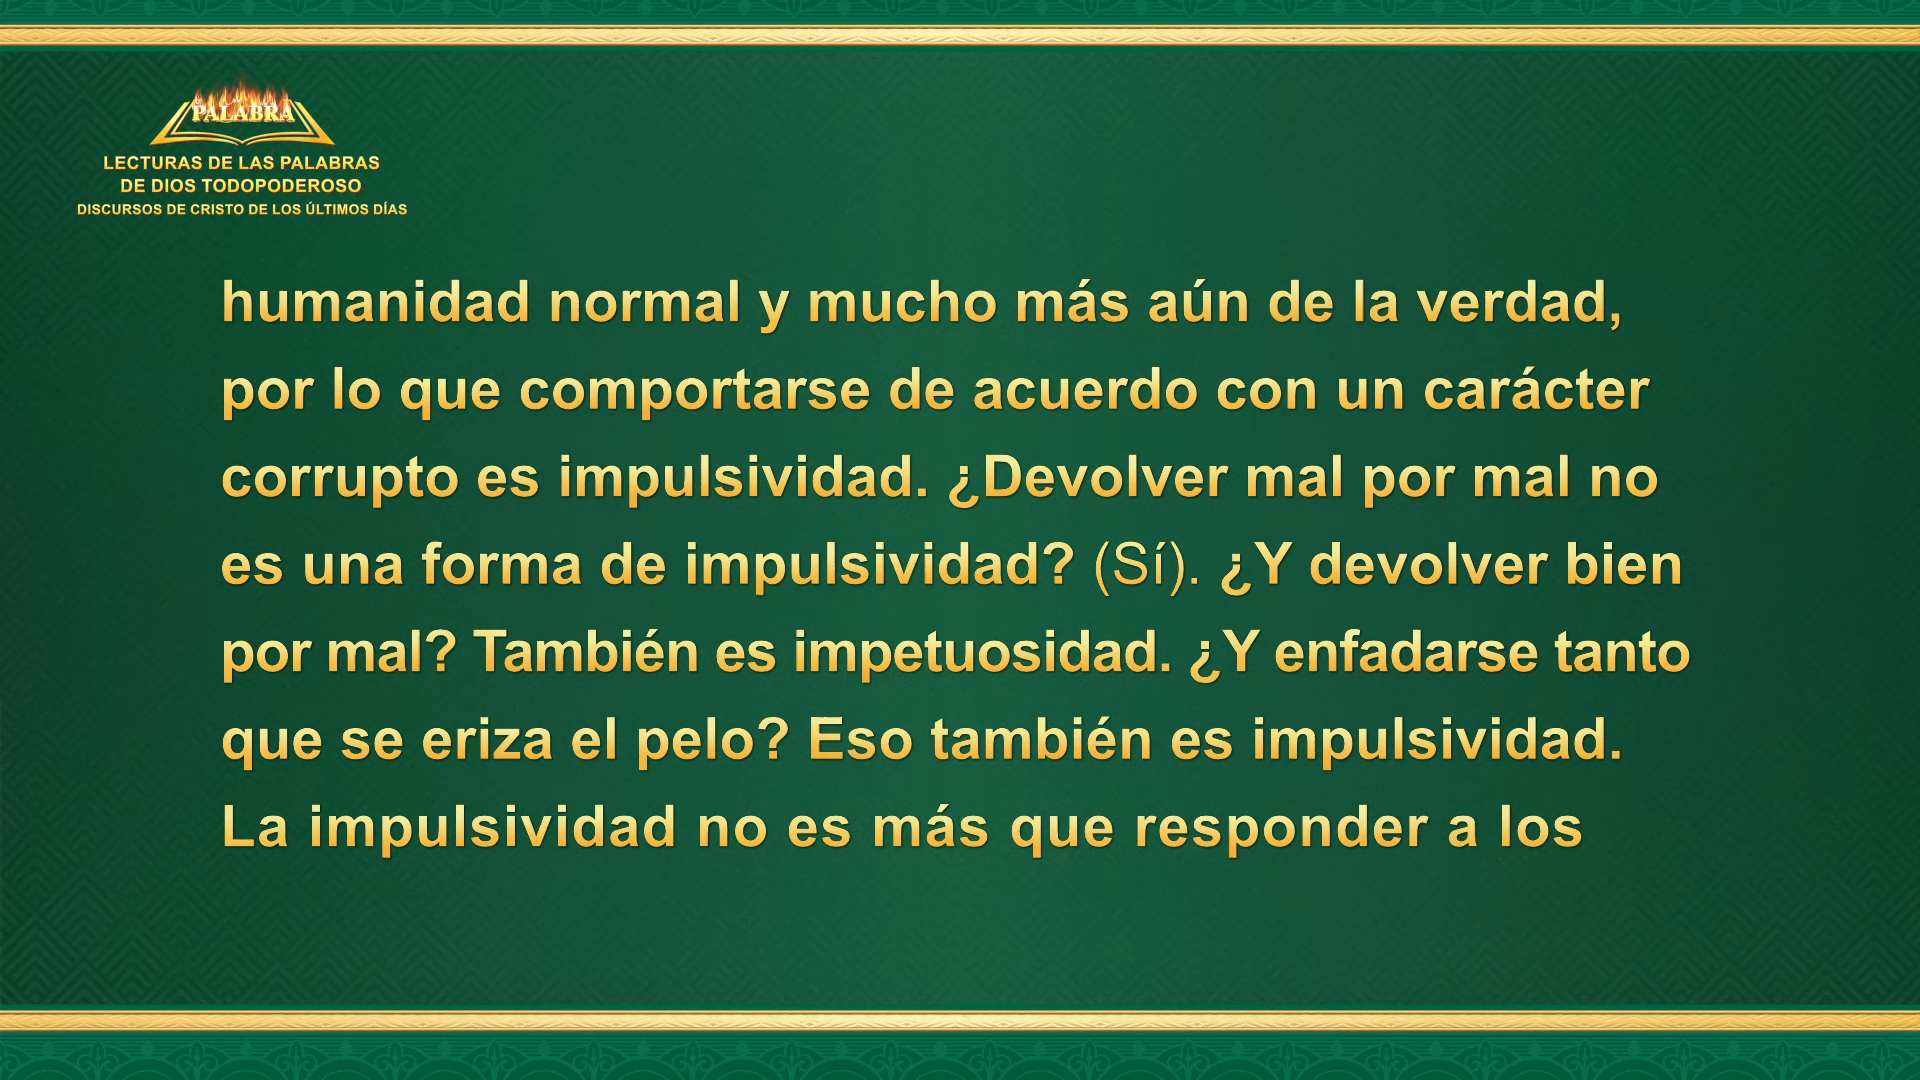 PALABRA
LECTURAS DE LAS PALABRAS
DE DIOS TODOPODEROSO
DISCURSOS DE CRISTO DE LOS ÚLTIMOS DÍAS
humanidad normal y mucho más aún de la verdad,
por lo que comportarse de acuerdo con un carácter
corrupto es impulsividad. ¿Devolver mal por mal no
es una forma de impulsividad? (Sí). ¿Y devolver bien
por mal? También es impetuosidad. ¿Y enfadarse tanto
que se eriza el pelo? Eso también es impulsividad.
La impulsividad no es más que responder a los